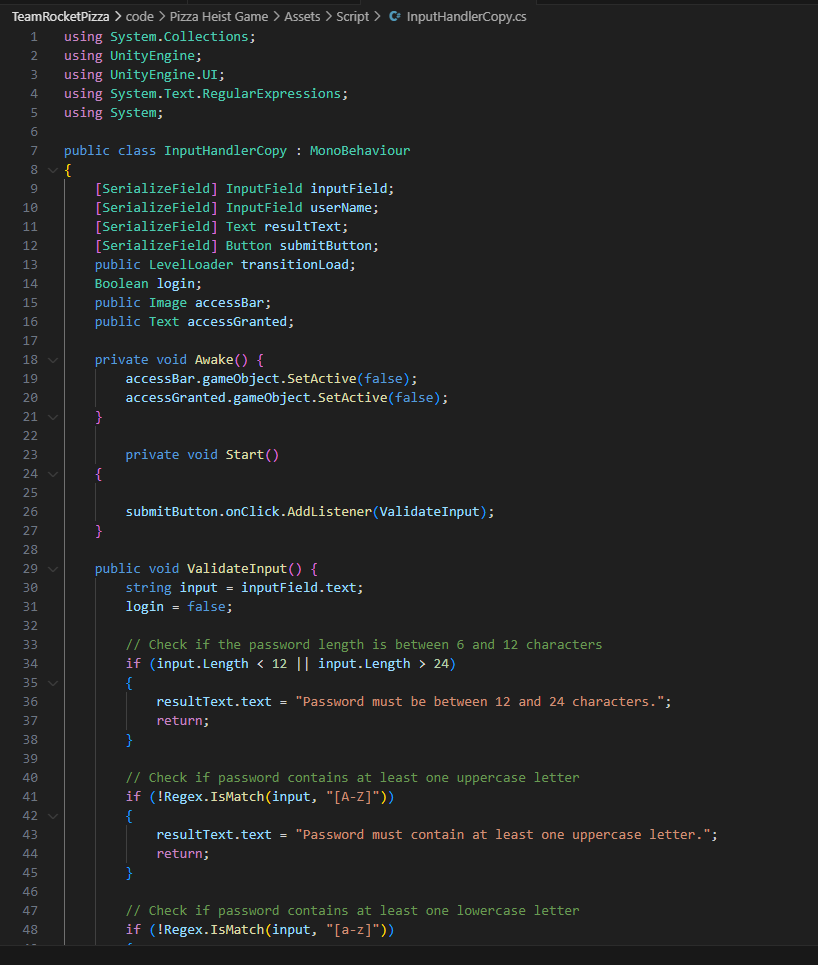 TeamRocketPizza > code > Pizza Heist Game > Assets > Script > C# InputHandlerCopy.cs
1 using System.Collections;
2 using UnityEngine;
3 using UnityEngine.UI;
4 using System.Text.RegularExpressions;
5 using System;
6
7 public class InputHandlerCopy : MonoBehaviour
8 {
9 [SerializeField] InputField inputField;
10 [SerializeField] InputField userName;
11 [SerializeField] Text resultText;
12 [SerializeField] Button submitButton;
13 public LevelLoader transitionLoad;
14 Boolean login;
15 public Image accessBar;
16 public Text accessGranted;
17
18 private void Awake() {
19 accessBar.gameObject.SetActive(false);
20 accessGranted.gameObject.SetActive(false);
21 }
22
23 private void Start()
24 {
25
26 submitButton.onClick.AddListener(ValidateInput);
27 }
28
29 public void ValidateInput() {
30 string input = inputField.text;
31 login = false;
32
33 // Check if the password length is between 6 and 12 characters
34 if (input.Length < 12 || input.Length > 24)
35 {
36 resultText.text = "Password must be between 12 and 24 characters.";
37 return;
38 }
39
40 // Check if password contains at least one uppercase letter
41 if (!Regex.IsMatch(input, "[A-Z]"))
42 {
43 resultText.text = "Password must contain at least one uppercase letter.";
44 return;
45 }
46
47 // Check if password contains at least one lowercase letter
48 if (!Regex.IsMatch(input, "[a-z]"))